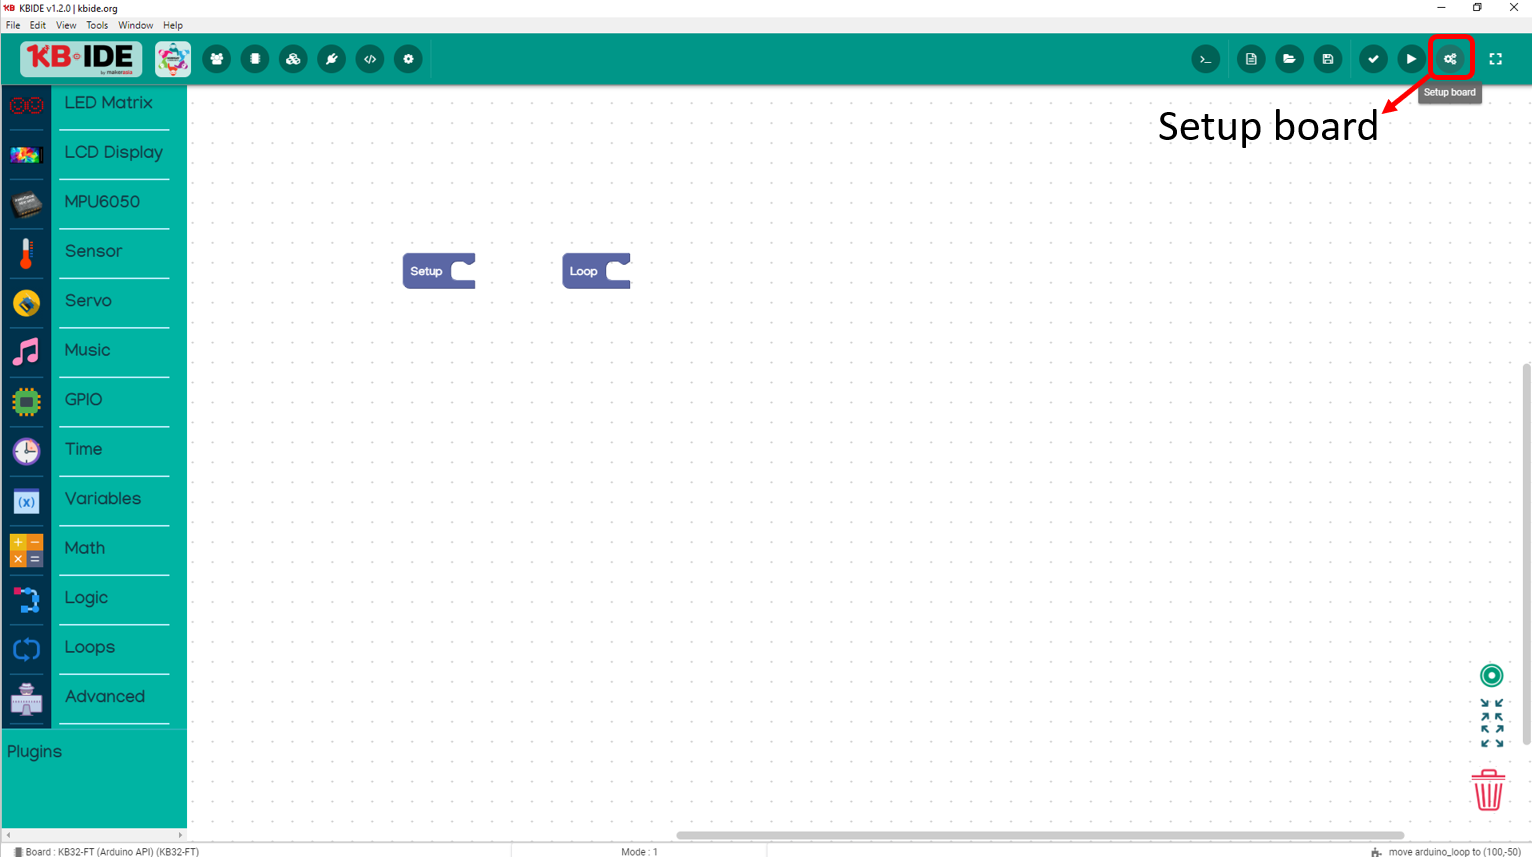 KB KBIDE v1.2.0 | kbide.org
File Edit View Tools Window Help
KB IDE
by makerasia
Setup board
Setup board
LED Matrix
LCD Display
MPU6050
Sensor
Servo
Music
GPIO
Time
(x) Variables
Math
Logic
Loops
Advanced
Plugins
Setup
Loop
Board : KB32-FT (Arduino API) (KB32-FT)
Mode : 1
move arduino_loop to (100,-50)